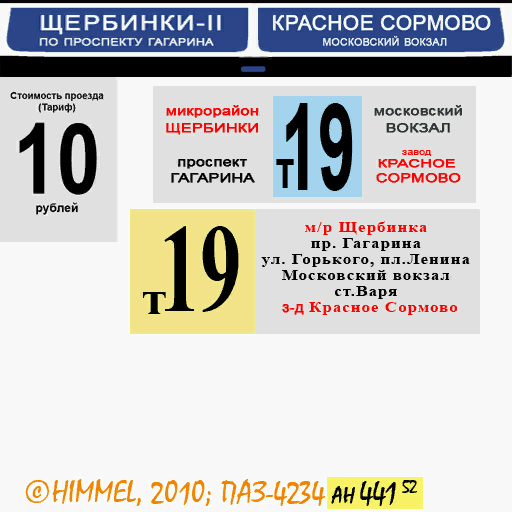 ЩЕРБИНКИ-II
ПО ПРОСПЕКТУ ГАГАРИНА
КРАСНОЕ СОРМОВО
МОСКОВСКИЙ ВОКЗАЛ
Стоимость проезда
(Тариф)
10
рублей
микрорайон
ЩЕРБИНКИ
проспект
ГАГАРИНА
т19
московский
ВОКЗАЛ
завод
КРАСНОЕ
СОРМОВО
т19
м/р Щербинка
пр. Гагарина
ул. Горького, пл.Ленина
Московский вокзал
ст.Варя
з-д Красное Сормово
©HIMMEL, 2010; ПАЗ-4234 АН 441 52